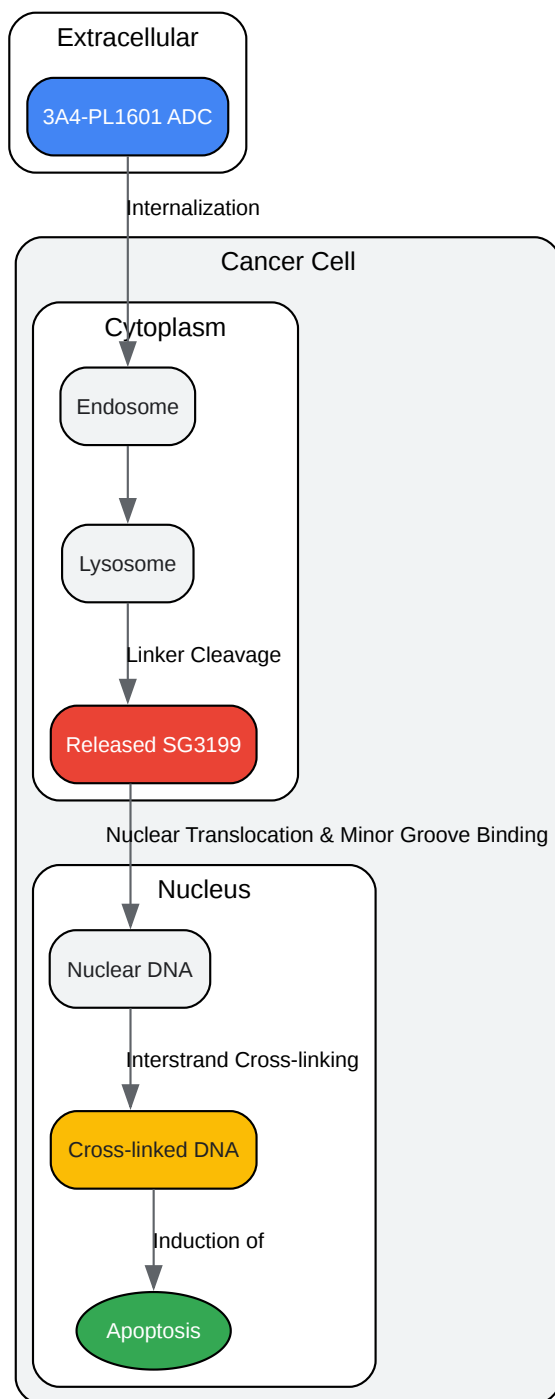 Extracellular
3A4-PL1601 ADC
Internalization
Cancer Cell
Cytoplasm
Endosome
Lysosome
Linker Cleavage
Released SG3199
Nuclear Translocation & Minor Groove Binding
Nucleus
Nuclear DNA
Interstrand Cross-linking
Cross-linked DNA
Induction of
Apoptosis